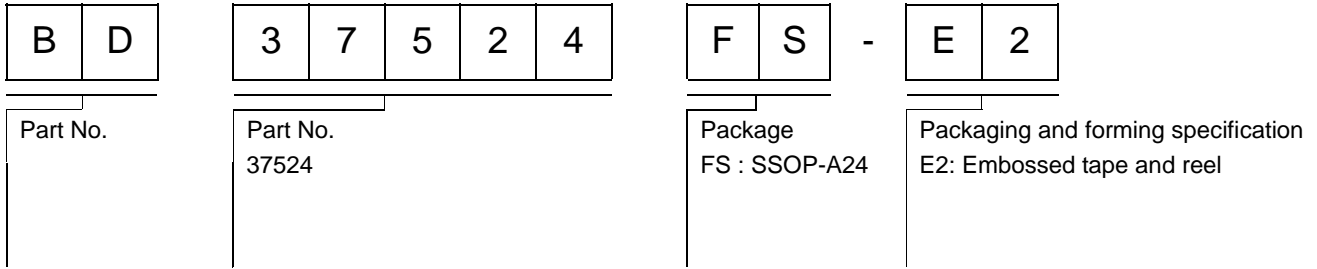 B D 3 7 5 2 4 F S - E 2
Part No.
Part No.
37524
Package
FS : SSOP-A24
Packaging and forming specification
E2: Embossed tape and reel